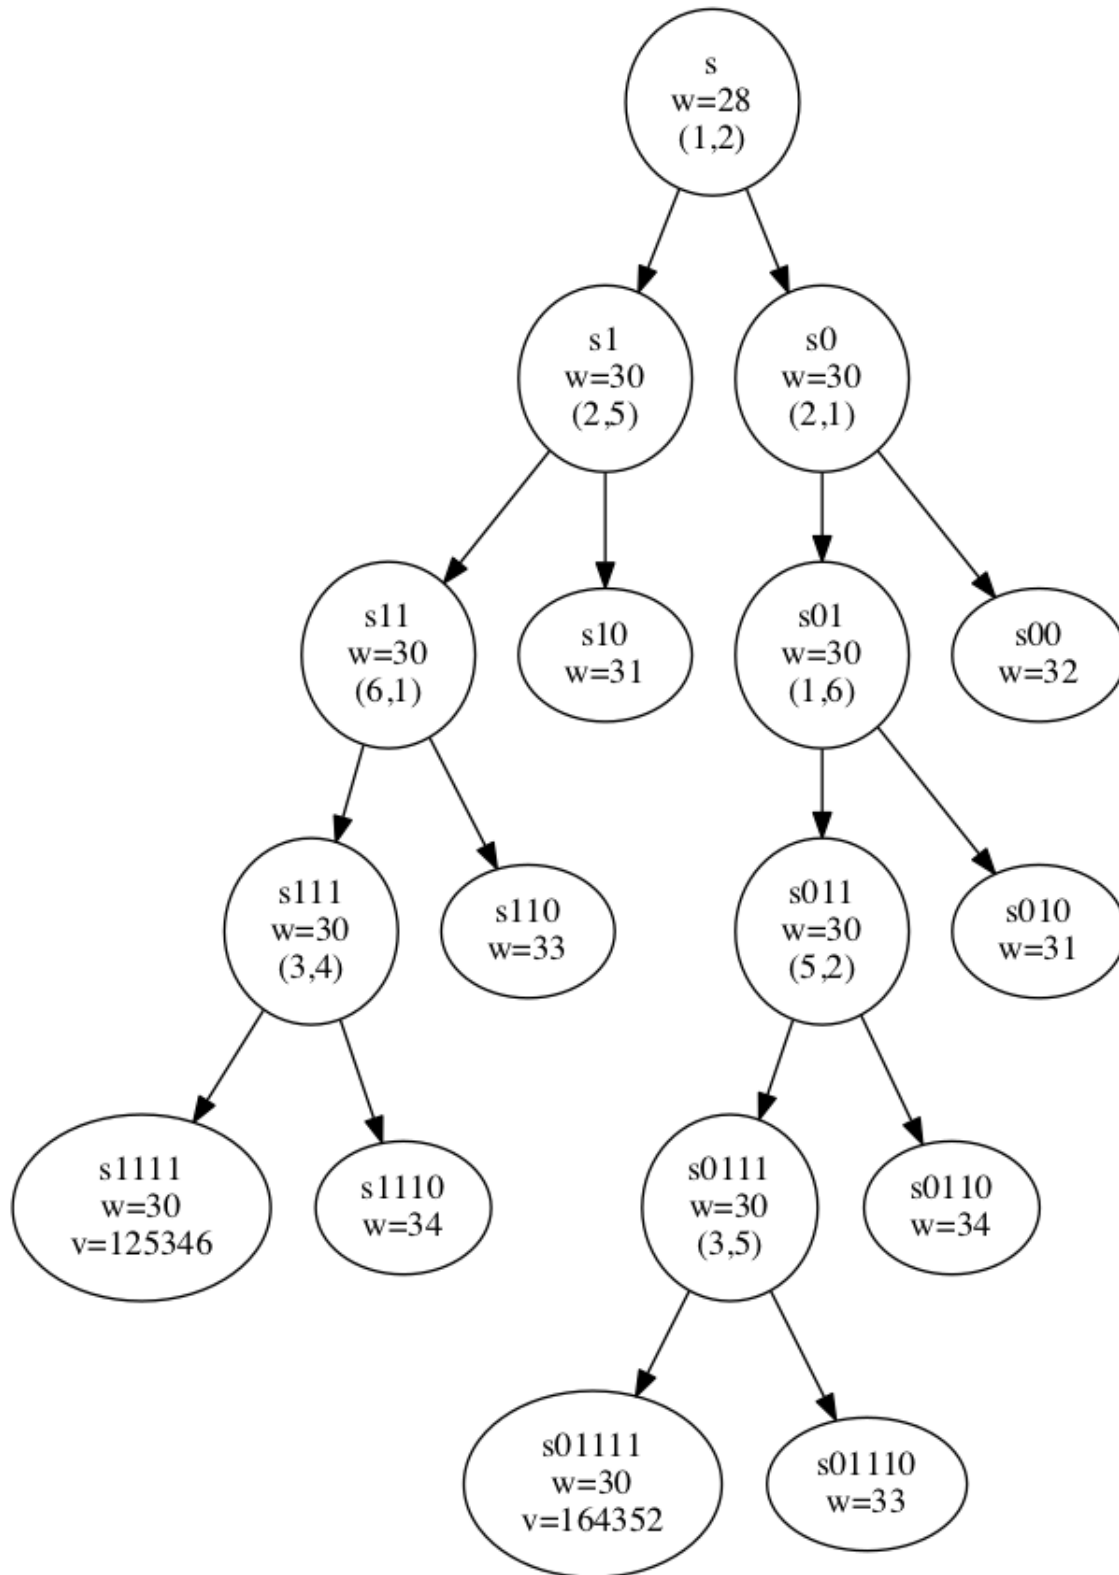 s
w=28
(1,2)
s1
w=30
(2,5)
s0
w=30
(2,1)
s11
w=30
(6,1)
s10
w=31
s01
w=30
(1,6)
s00
w=32
s111
w=30
(3,4)
s110
w=33
s011
w=30
(5,2)
s010
w=31
s1111
w=30
v=125346
s1110
w=34
s0111
w=30
(3,5)
s0110
w=34
s01111
w=30
v=164352
s01110
w=33